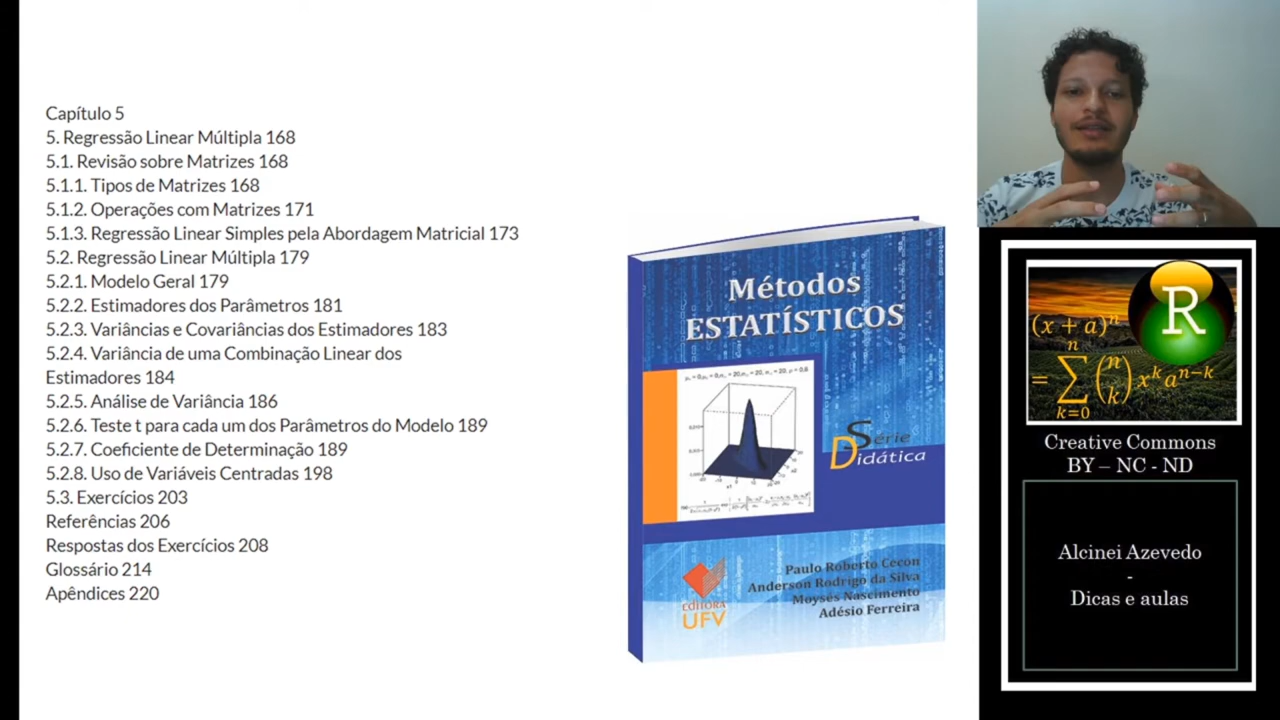 Capítulo 5
5. Regressão Linear Múltipla 168
5.1. Revisão sobre Matrizes 168
5.1.1. Tipos de Matrizes 168
5.1.2. Operações com Matrizes 171
5.1.3. Regressão Linear Simples pela Abordagem Matricial 173
5.2. Regressão Linear Múltipla 179
5.2.1. Modelo Geral 179
5.2.2. Estimadores dos Parâmetros 181
5.2.3. Variâncias e Covariâncias dos Estimadores 183
5.2.4. Variância de uma Combinação Linear dos
Estimadores 184
5.2.5. Análise de Variância 186
5.2.6. Teste t para cada um dos Parâmetros do Modelo 189
5.2.7. Coeficiente de Determinação 189
5.2.8. Uso de Variáveis Centradas 198
5.3. Exercícios 203
Referências 206
Respostas dos Exercícios 208
Glossário 214
Apêndices 220
Métodos
ESTATÍSTICOS
Série
Didática
EDITORA
UFV
Paulo Roberto Cecon
Anderson Rodrigo da Silva
Moysés Nascimento
Adésio Ferreira
R
(x + a)^n
= ∑_{k=0}^{n} (n k) x^k a^{n-k}
Creative Commons
BY – NC - ND
Alcinei Azevedo
-
Dicas e aulas